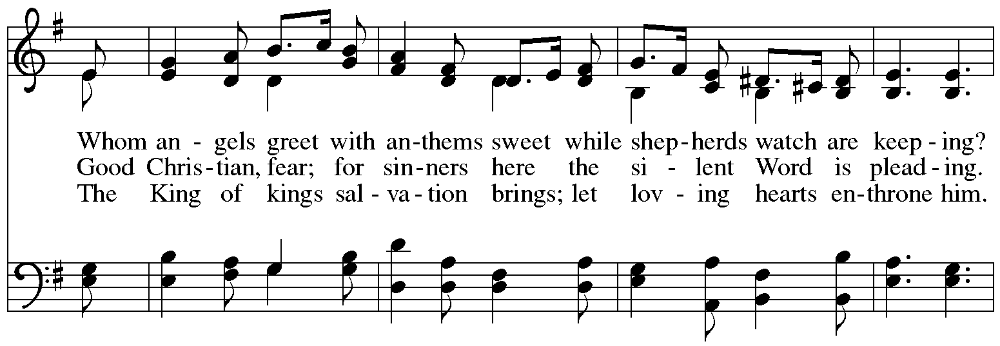 Whom an - gels greet with an-thems sweet while shep-herds watch are keep - ing?
Good Chris-tian, fear; for sin-ners here the si - lent Word is plead-ing.
The King of kings sal - va - tion brings; let lov - ing hearts en-throne him.